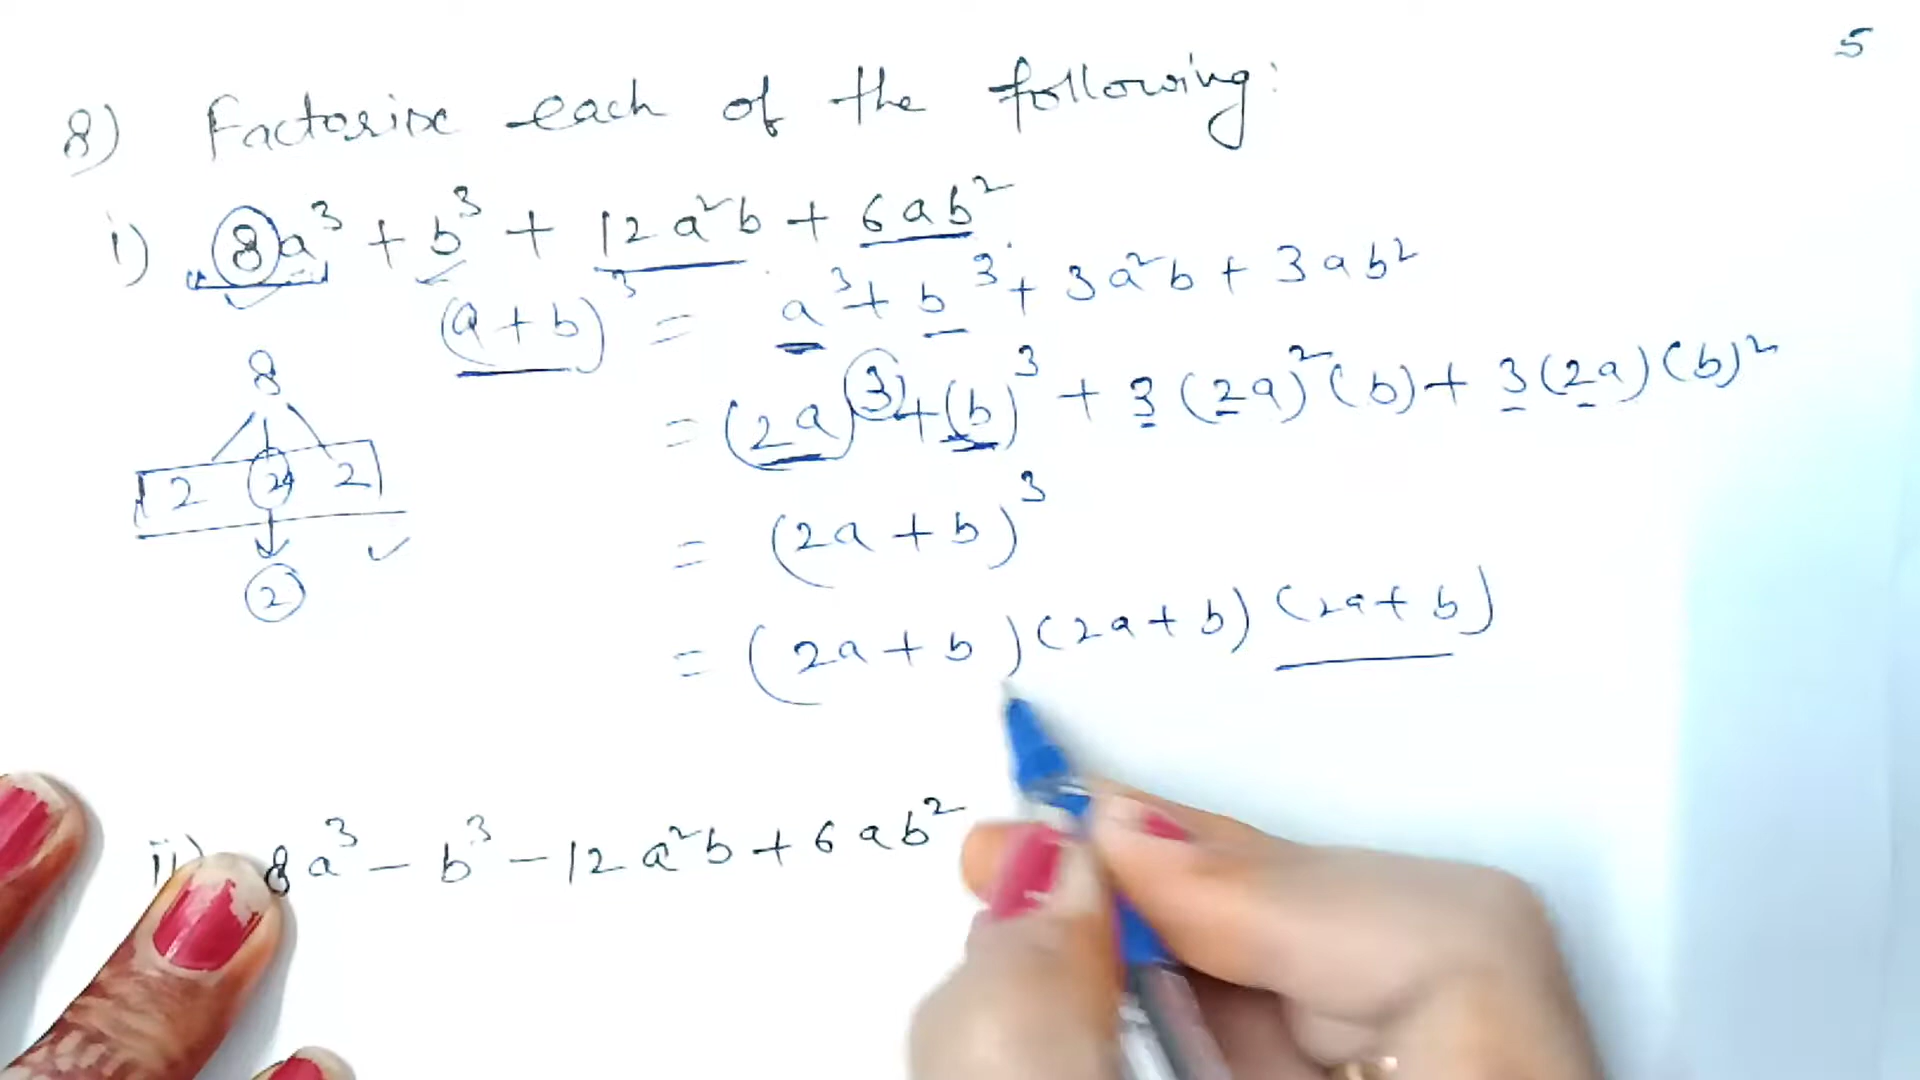 5
8) Factorise each of the following:
i) 8a³ + b³ + 12a²b + 6ab²
(a + b)³ = a³ + b³ + 3a²b + 3ab²
8
2 2 2
2
= (2a)³ + (b)³ + 3(2a)²(b) + 3(2a)(b)²
= (2a + b)³
= (2a + b)(2a + b)(2a + b)
ii) 8a³ - b³ - 12a²b + 6ab²